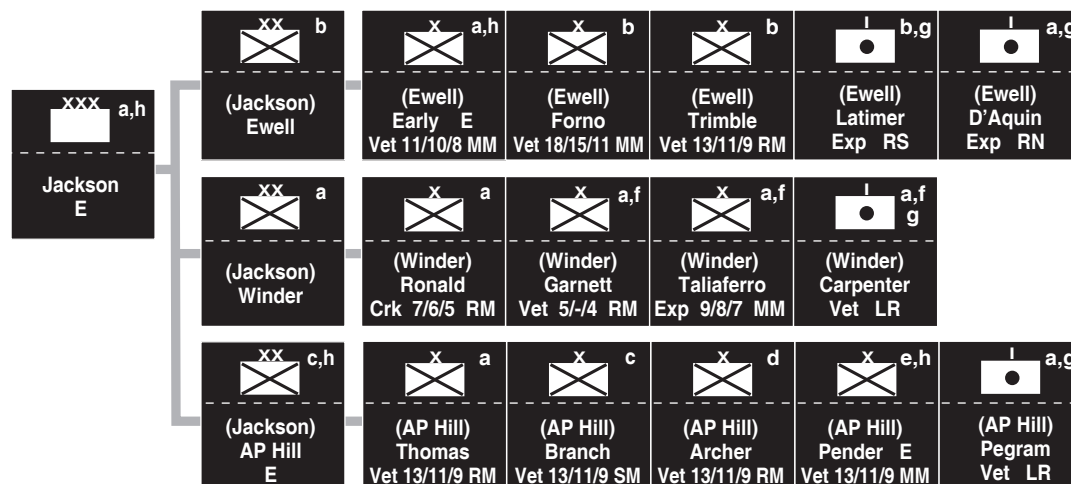 XXX a,h
Jackson
E
XX b
(Jackson)
Ewell
X a,h
(Ewell)
Early E
Vet 11/10/8 MM
X b
(Ewell)
Forno
Vet 18/15/11 MM
X b
(Ewell)
Trimble
Vet 13/11/9 RM
I b,g
(Ewell)
Latimer
Exp RS
I a,g
(Ewell)
D'Aquin
Exp RN
XX a
(Jackson)
Winder
X a
(Winder)
Ronald
Crk 7/6/5 RM
X a,f
(Winder)
Garnett
Vet 5/-/4 RM
X a,f
(Winder)
Taliaferro
Exp 9/8/7 MM
I a,f
g
(Winder)
Carpenter
Vet LR
XX c,h
(Jackson)
AP Hill
E
X a
(AP Hill)
Thomas
Vet 13/11/9 RM
X c
(AP Hill)
Branch
Vet 13/11/9 SM
X d
(AP Hill)
Archer
Vet 13/11/9 RM
X e,h
(AP Hill)
Pender E
Vet 13/11/9 MM
I a,g
(AP Hill)
Pegram
Vet LR